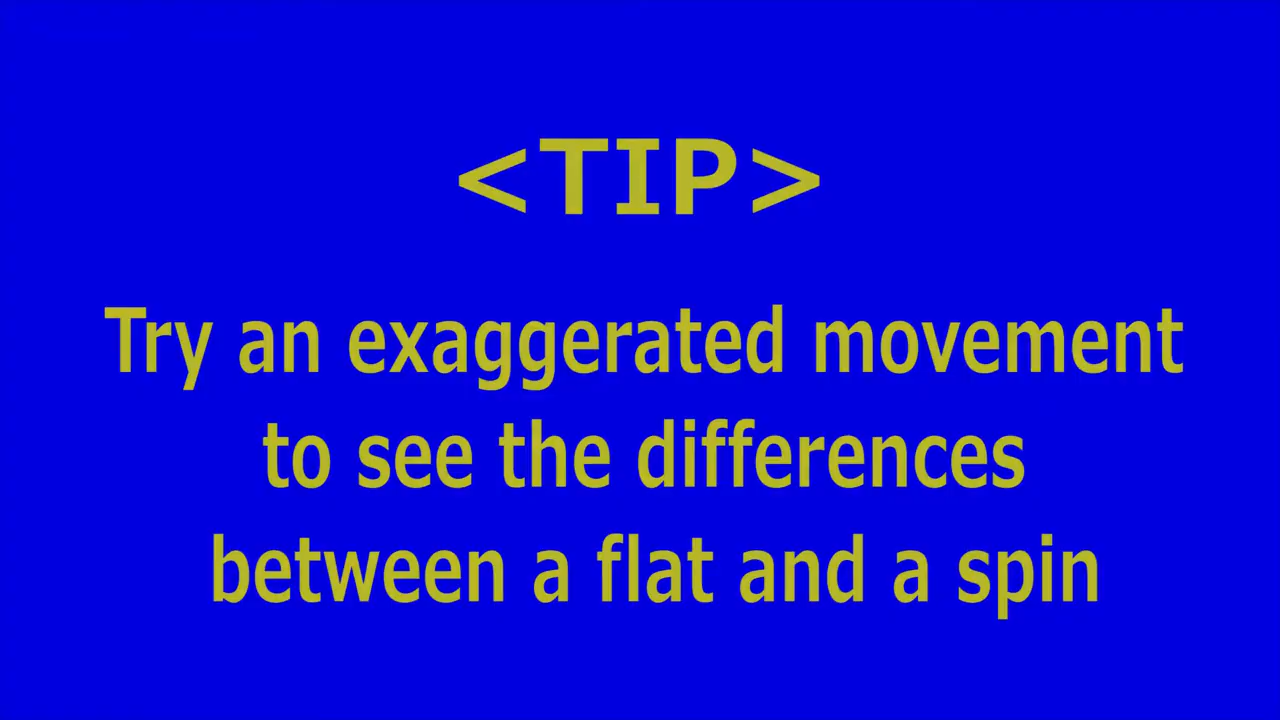 <TIP>
Try an exaggerated movement
to see the differences
between a flat and a spin